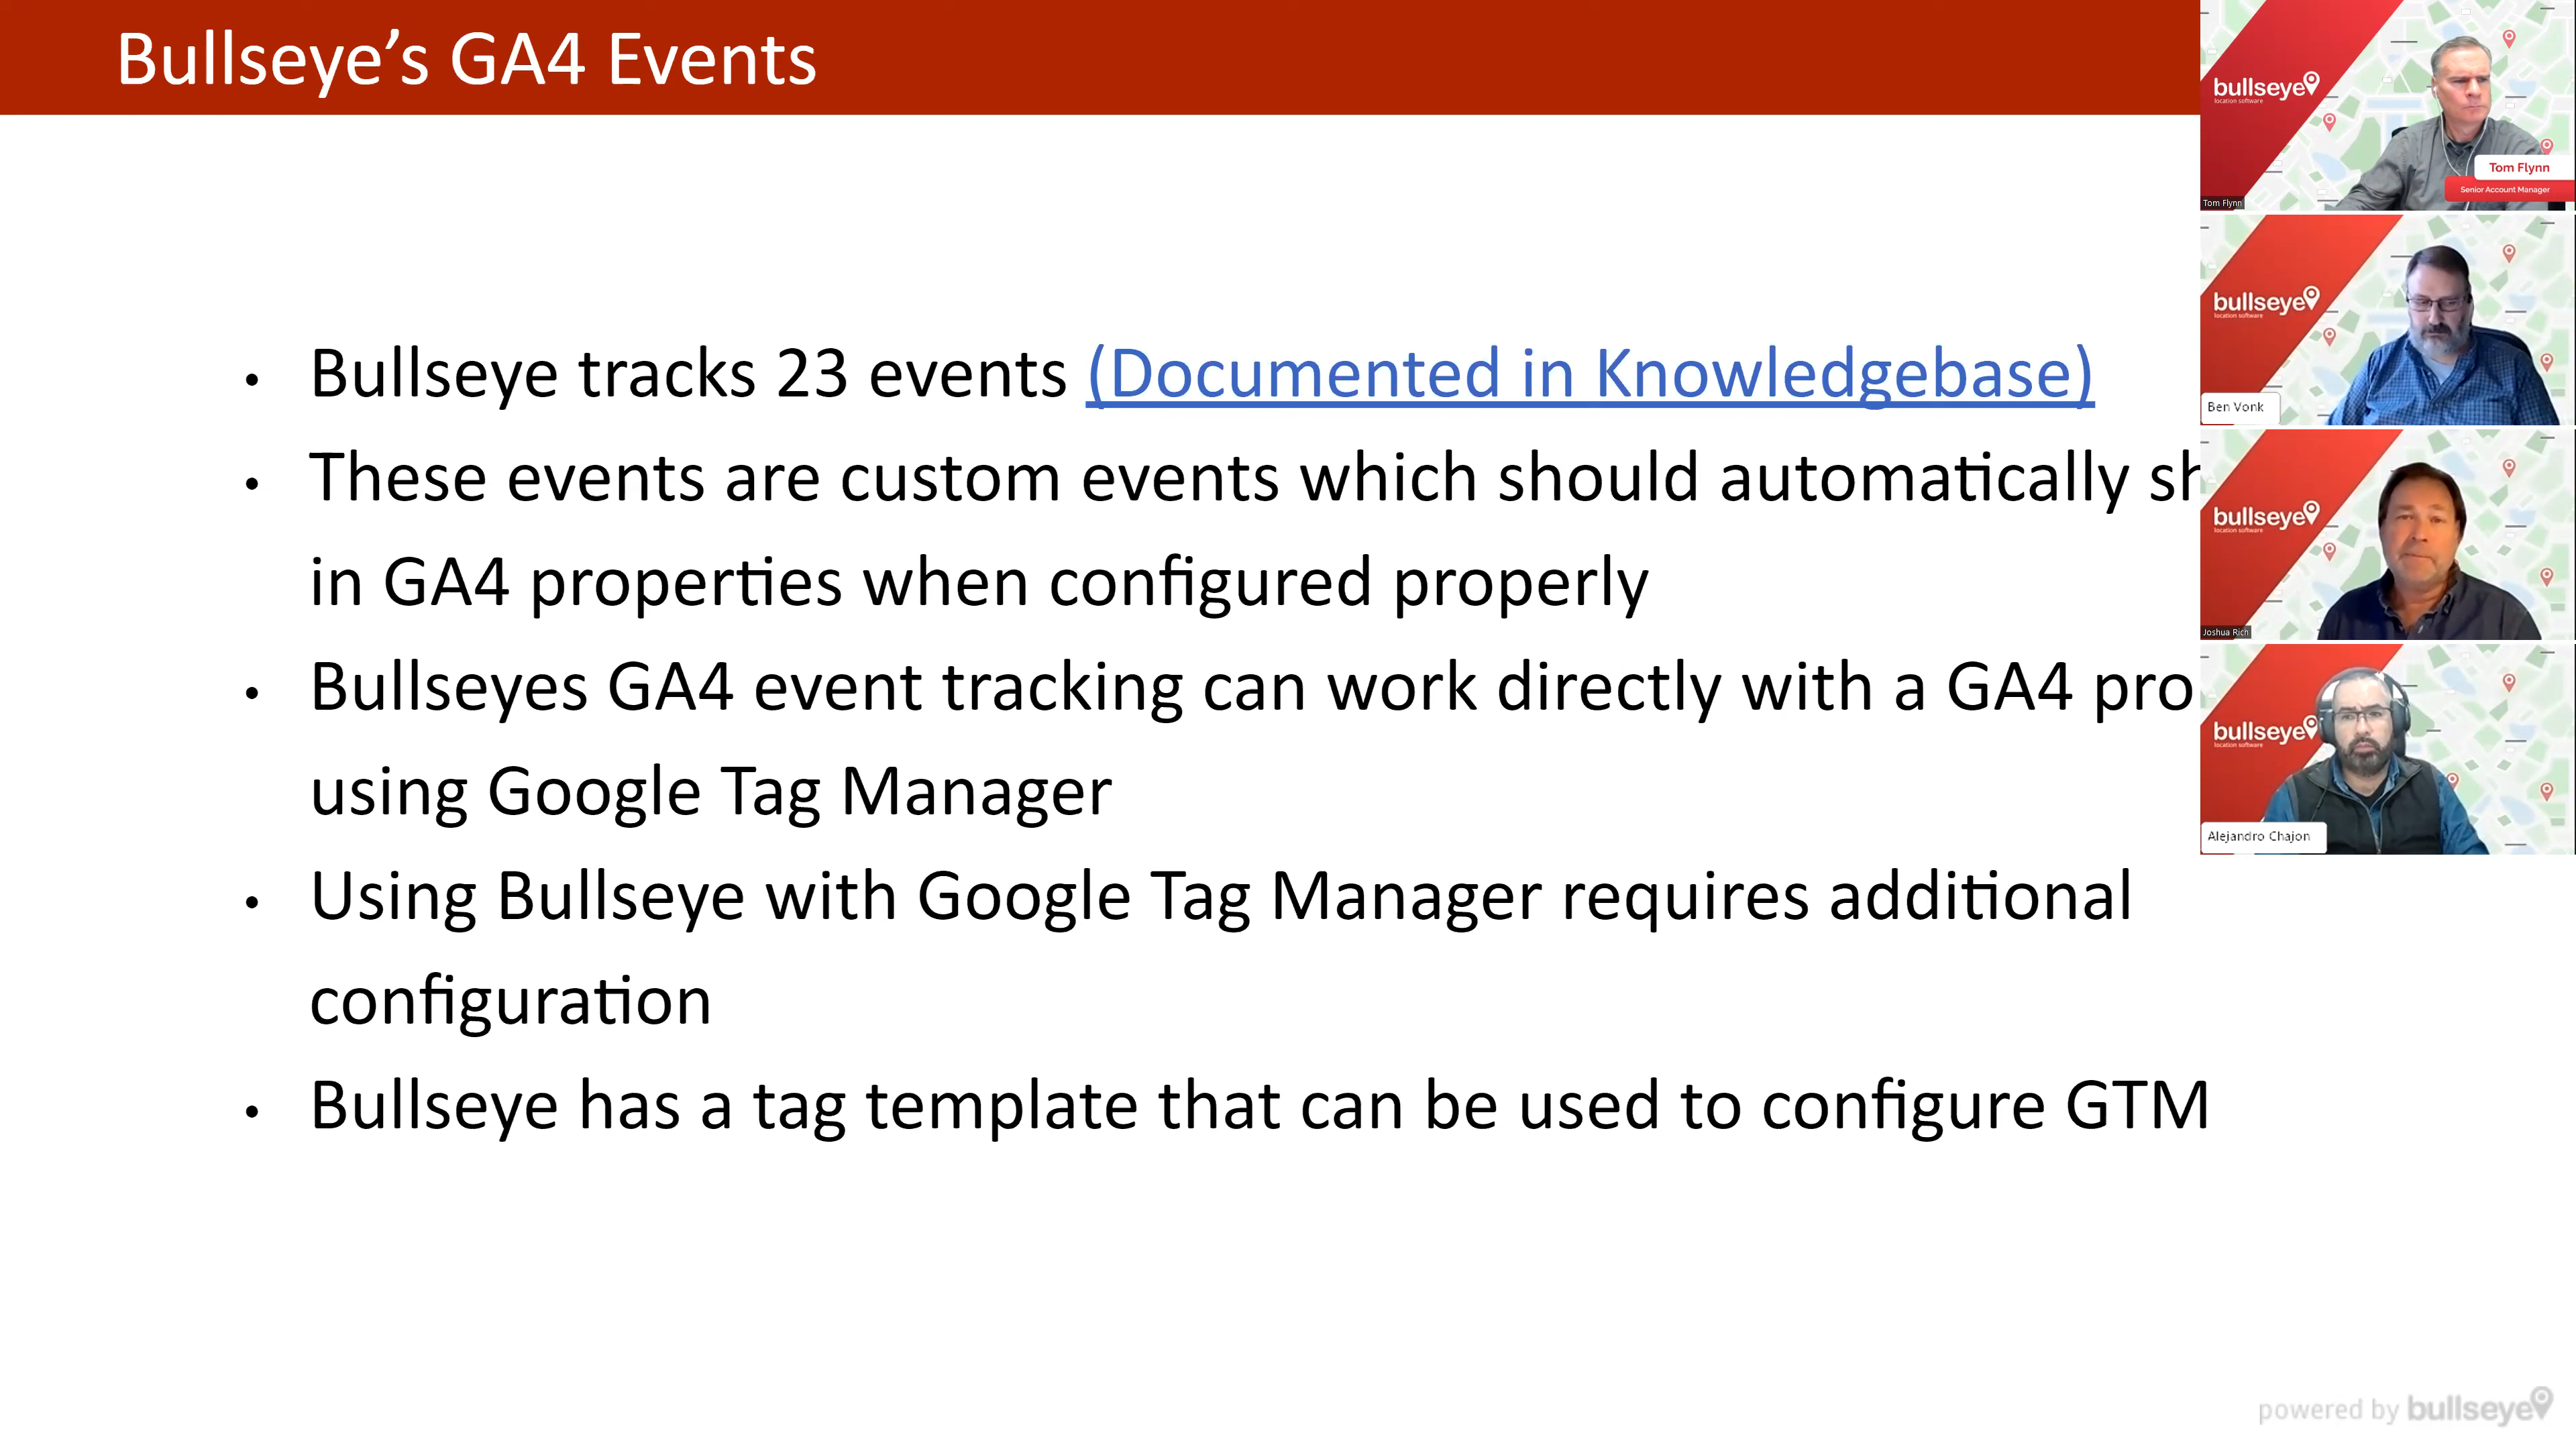 Bullseye’s GA4 Events
• Bullseye tracks 23 events (Documented in Knowledgebase)
• These events are custom events which should automatically
in GA4 properties when configured properly
• Bullseyes GA4 event tracking can work directly with a GA4
using Google Tag Manager
• Using Bullseye with Google Tag Manager requires additional
configuration
• Bullseye has a tag template that can be used to configure GTM
bullseye
location software
Tom Flynn
Senior Account Manager
Tom Flynn
bullseye
location software
Ben Vonk
bullseye
location software
Joshua Rich
bullseye
location software
Alejandro Chajon
powered by bullseye